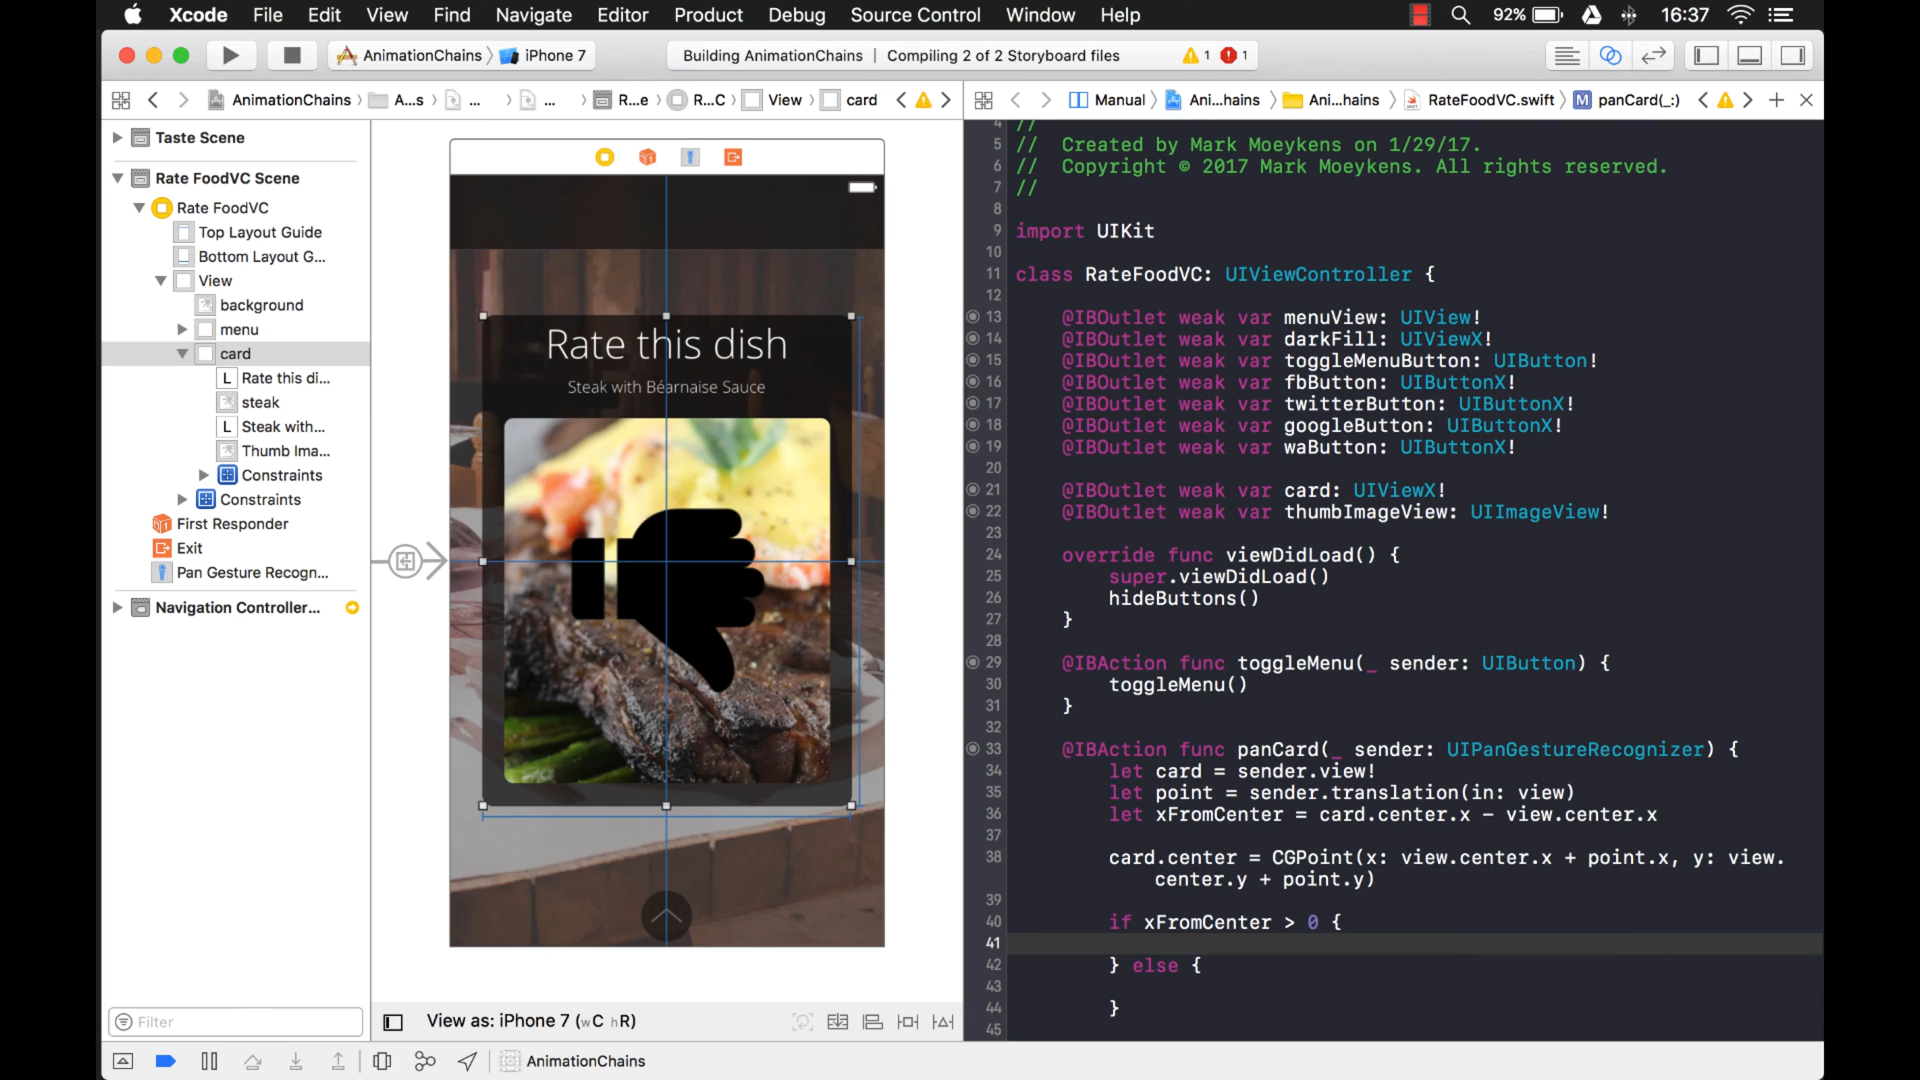 Xcode File Edit View Find Navigate Editor Product Debug Source Control Window Help 92% 16:37
AnimationChains iPhone 7 Building AnimationChains | Compiling 2 of 2 Storyboard files 1 1
AnimationChains A...s ... ... R...e R...C View card
Manual Ani...hains Ani...hains RateFoodVC.swift M panCard(_:)
Taste Scene
Rate FoodVC Scene
Rate FoodVC
Top Layout Guide
Bottom Layout G...
View
background
menu
card
L Rate this di...
steak
L Steak with...
Thumb Ima...
Constraints
Constraints
First Responder
Exit
Pan Gesture Recogn...
Navigation Controller...
Filter
Rate this dish
Steak with Béarnaise Sauce
View as: iPhone 7 (wC hR)
4 //
5 // Created by Mark Moeykens on 1/29/17.
6 // Copyright © 2017 Mark Moeykens. All rights reserved.
7 //
8
9 import UIKit
10
11 class RateFoodVC: UIViewController {
12
13 @IBOutlet weak var menuView: UIView!
14 @IBOutlet weak var darkFill: UIViewX!
15 @IBOutlet weak var toggleMenuButton: UIButton!
16 @IBOutlet weak var fbButton: UIButtonX!
17 @IBOutlet weak var twitterButton: UIButtonX!
18 @IBOutlet weak var googleButton: UIButtonX!
19 @IBOutlet weak var waButton: UIButtonX!
20
21 @IBOutlet weak var card: UIViewX!
22 @IBOutlet weak var thumbImageView: UIImageView!
23
24 override func viewDidLoad() {
25 super.viewDidLoad()
26 hideButtons()
27 }
28
29 @IBAction func toggleMenu(_ sender: UIButton) {
30 toggleMenu()
31 }
32
33 @IBAction func panCard(_ sender: UIPanGestureRecognizer) {
34 let card = sender.view!
35 let point = sender.translation(in: view)
36 let xFromCenter = card.center.x - view.center.x
37
38 card.center = CGPoint(x: view.center.x + point.x, y: view.
center.y + point.y)
39
40 if xFromCenter > 0 {
41
42 } else {
43
44 }
45
AnimationChains